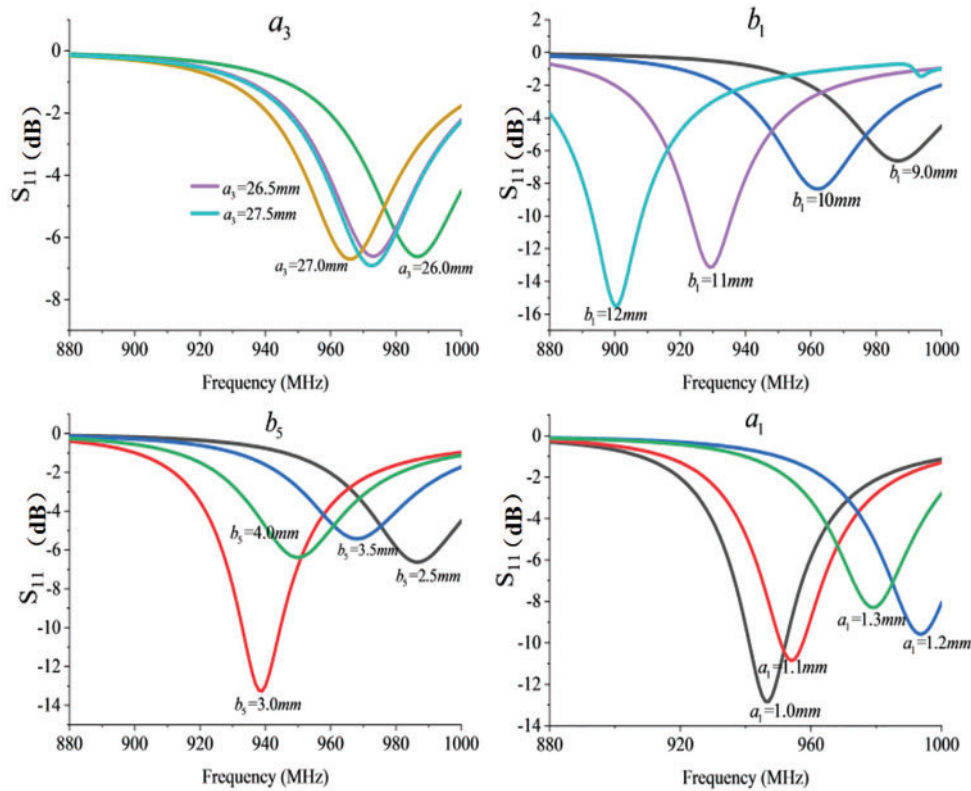 a₃
S₁₁ (dB)
0
-2
-4
-6
-8
a₃=26.5mm
a₃=27.5mm
a₃=27.0mm
a₃=26.0mm
880 900 920 940 960 980 1000
Frequency (MHz)
b₁
S₁₁ (dB)
2
0
-2
-4
-6
-8
-10
-12
-14
-16
b₁=9.0mm
b₁=10mm
b₁=11mm
b₁=12mm
880 900 920 940 960 980 1000
Frequency (MHz)
b₅
S₁₁ (dB)
0
-2
-4
-6
-8
-10
-12
-14
b₅=4.0mm
b₅=3.5mm
b₅=2.5mm
b₅=3.0mm
880 900 920 940 960 980 1000
Frequency (MHz)
a₁
S₁₁ (dB)
0
-2
-4
-6
-8
-10
-12
-14
a₁=1.3mm
a₁=1.2mm
a₁=1.1mm
a₁=1.0mm
880 920 960 1000
Frequency (MHz)